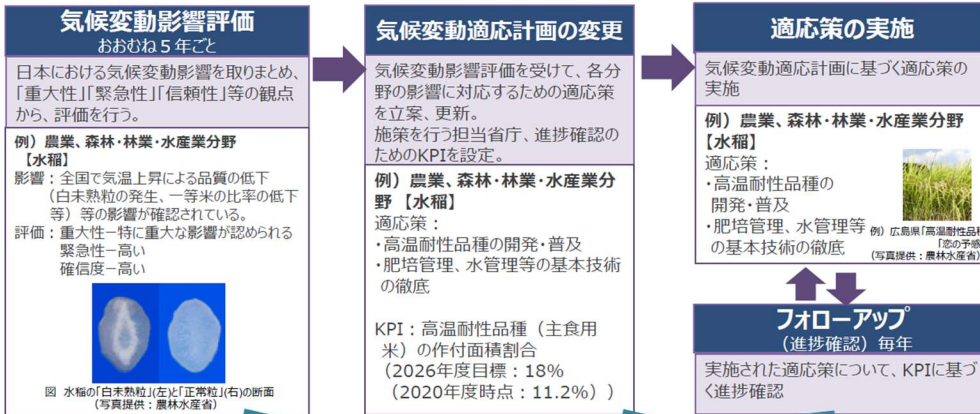 気候変動影響評価
おおむね５年ごと
日本における気候変動影響を取りまとめ、
「重大性」「緊急性」「信頼性」等の観点
から、評価を行う。
例）農業、森林・林業・水産業分野
【水稲】
影響：全国で気温上昇による品質の低下
（白未熟粒の発生、一等米の比率の低下
等）等の影響が確認されている。
評価：重大性－特に重大な影響が認められる
緊急性－高い
確信度－高い
図 水稲の「白未熟粒」(左)と「正常粒」(右)の断面
（写真提供：農林水産省）
気候変動適応計画の変更
気候変動影響評価を受けて、各分
野の影響に対応するための適応策
を立案、更新。
施策を行う担当省庁、進捗確認の
ためのKPIを設定。
例）農業、森林・林業・水産業分
野 【水稲】
適応策：
・高温耐性品種の開発・普及
・肥培管理、水管理等の基本技術
の徹底
KPI：高温耐性品種（主食用
米）の作付面積割合
（2026年度目標：18%
（2020年度時点：11.2%））
適応策の実施
気候変動適応計画に基づく適応策の
実施
例）農業、森林・林業・水産業分野
【水稲】
適応策：
・高温耐性品種の
開発・普及
・肥培管理、水管理等
の基本技術の徹底
例）広島県「高温耐性品種
「恋の予感
（写真提供：農林水産省）
フォローアップ
（進捗確認）毎年
実施された適応策について、KPIに基づ
く進捗確認